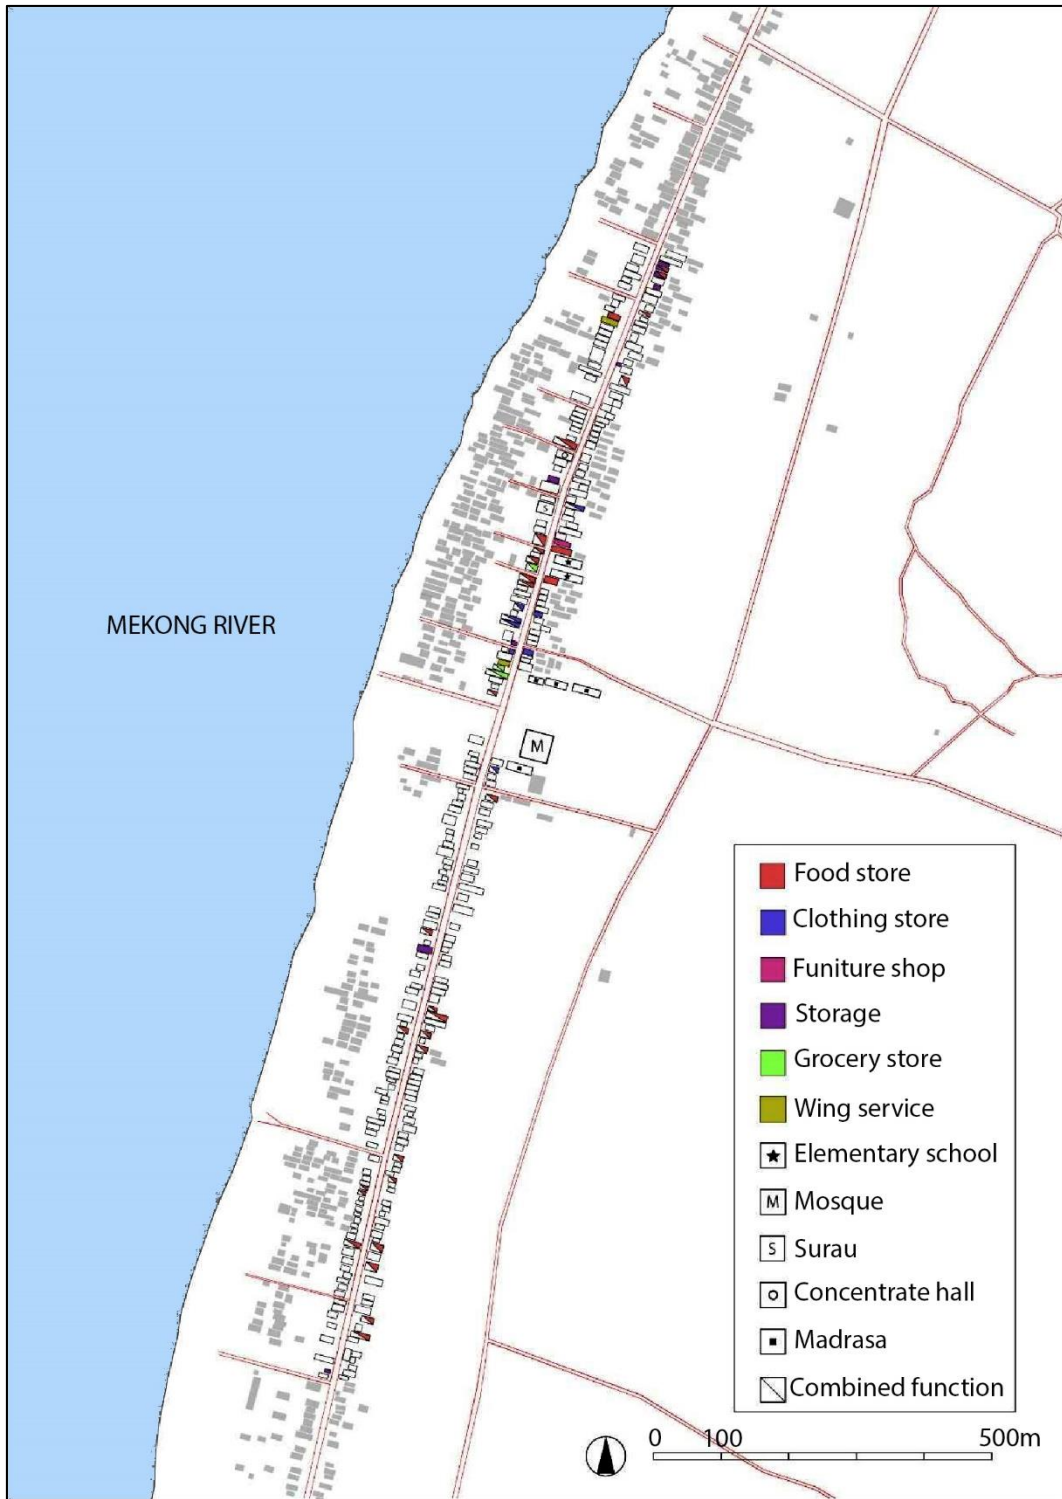 S
MEKONG RIVER
M
Food store
Clothing store
Funiture shop
Storage
Grocery store
Wing service
Elementary school
M Mosque
S Surau
Concentrate hall
Madrasa
Combined function
0 100 500m